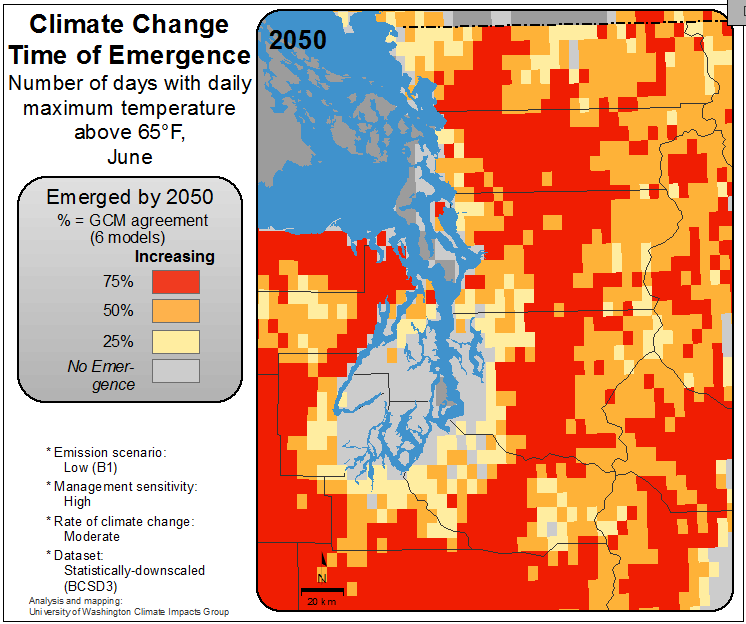 Climate Change
Time of Emergence
Number of days with daily
maximum temperature
above 65°F,
June
2050
Emerged by 2050
% = GCM agreement
(6 models)
Increasing
75%
50%
25%
No Emer-
gence
* Emission scenario:
Low (B1)
* Management sensitivity:
High
* Rate of climate change:
Moderate
* Dataset:
Statistically-downscaled
(BCSD3)
Analysis and mapping:
University of Washington Climate Impacts Group
N
20 km